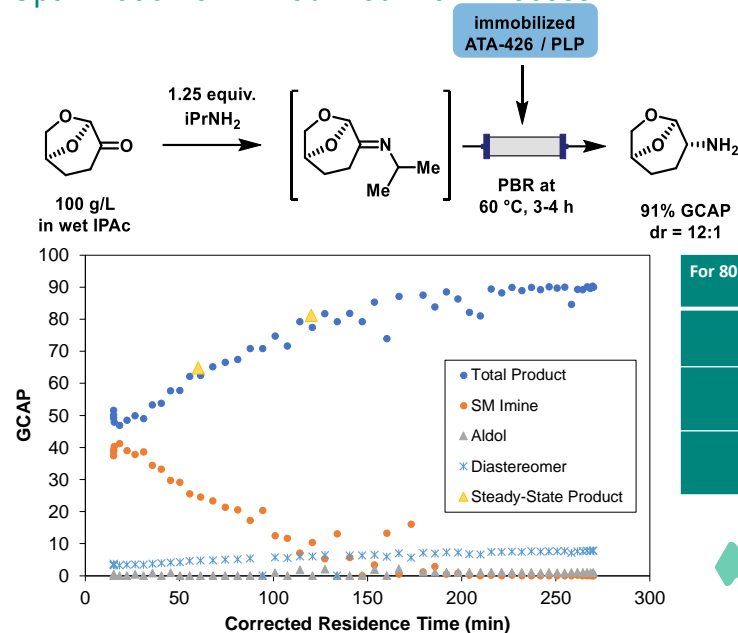 immobilized
ATA-426 / PLP
1.25 equiv.
iPrNH2
O
O
O
O
O
N
Me
Me
O
O
NH2
100 g/L
in wet IPAc
PBR at
60 °C, 3-4 h
91% GCAP
dr = 12:1
For 80
100
90
80
70
60
50
40
30
20
10
0
GCAP
Total Product
SM Imine
Aldol
Diastereomer
Steady-State Product
0
50
100
150
200
250
300
Corrected Residence Time (min)